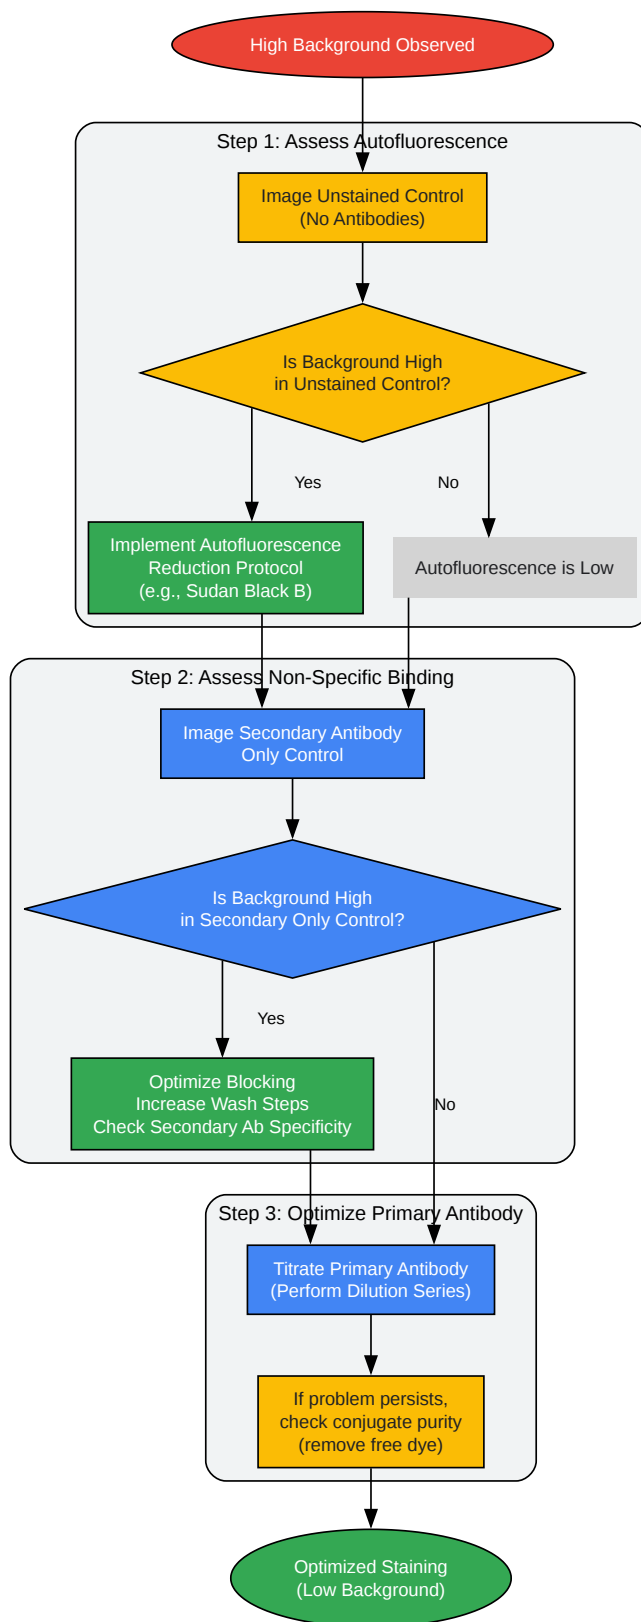 High Background Observed
Step 1: Assess Autofluorescence
Image Unstained Control
(No Antibodies)
Is Background High
in Unstained Control?
Yes
No
Implement Autofluorescence
Reduction Protocol
(e.g., Sudan Black B)
Autofluorescence is Low
Step 2: Assess Non-Specific Binding
Image Secondary Antibody
Only Control
Is Background High
in Secondary Only Control?
Yes
Optimize Blocking
Increase Wash Steps
Check Secondary Ab Specificity
No
Step 3: Optimize Primary Antibody
Titrate Primary Antibody
(Perform Dilution Series)
If problem persists,
check conjugate purity
(remove free dye)
Optimized Staining
(Low Background)